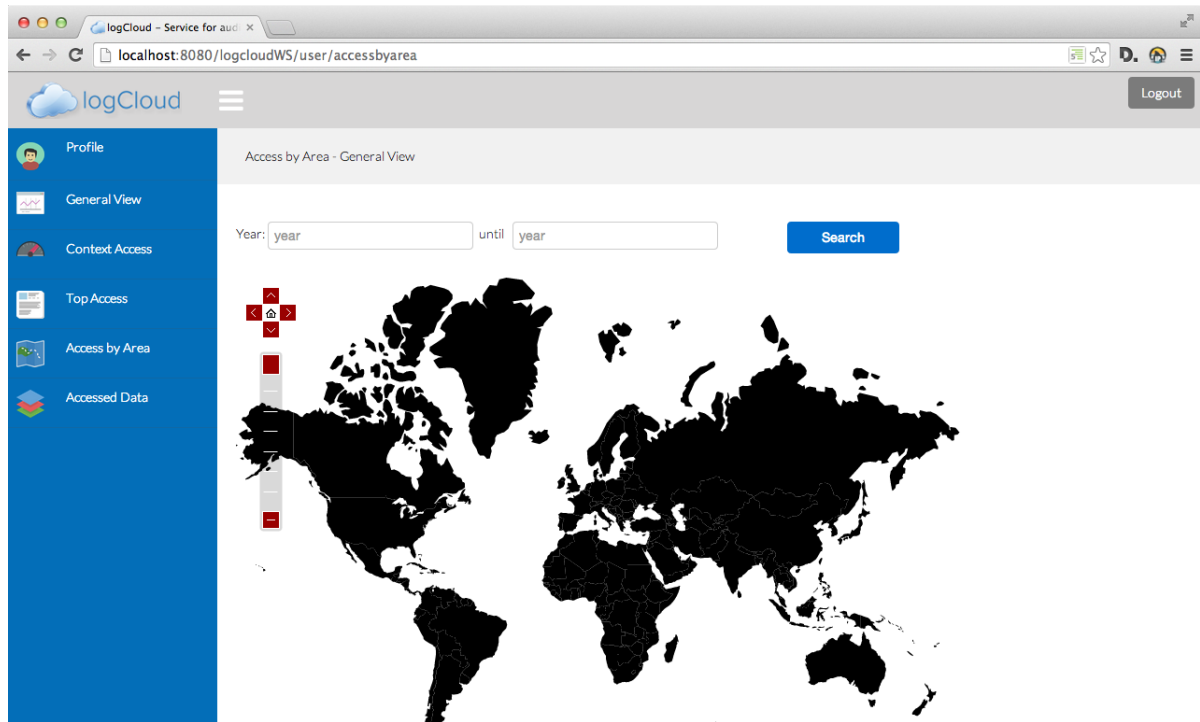 logCloud – Service for aud
localhost:8080/logcloudWS/user/accessbyarea
logCloud
Logout
Profile
General View
Context Access
Top Access
Access by Area
Accessed Data
Access by Area - General View
Year: year until year Search